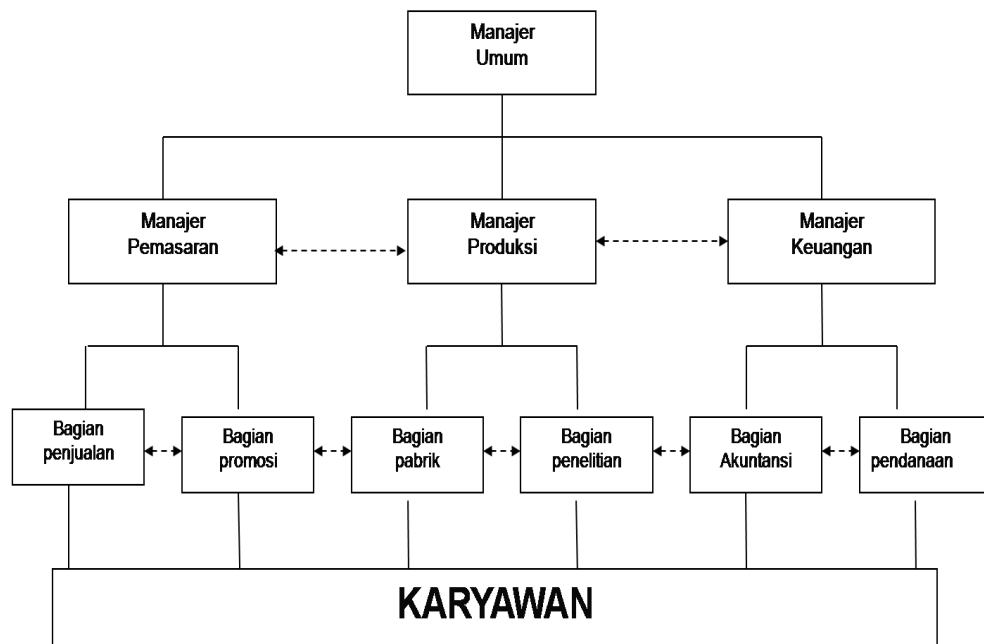 Manajer
Umum
Manajer
Pemasaran
Manajer
Produksi
Manajer
Keuangan
Bagian
penjualan
Bagian
promosi
Bagian
pabrik
Bagian
penelitian
Bagian
Akuntansi
Bagian
pendanaan
KARYAWAN